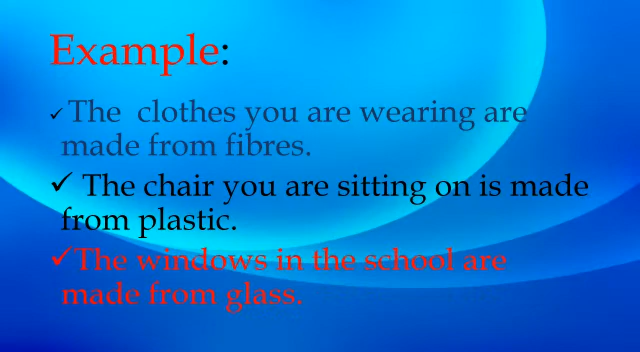 Example:
✓ The clothes you are wearing are
made from fibres.
✓ The chair you are sitting on is made
from plastic.
✓The windows in the school are
made from glass.